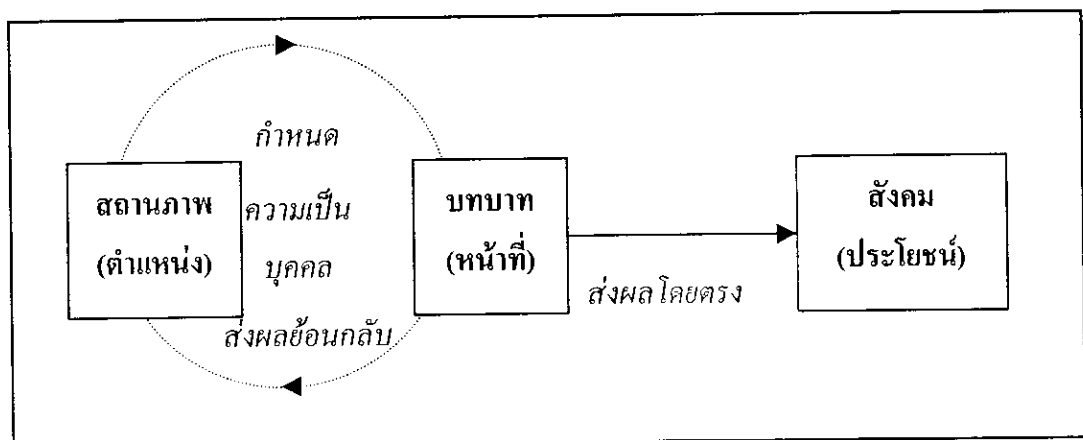 กำหนด
สถานภาพ
(ตำแหน่ง)
ความเป็น
บุคคล
ส่งผลย้อนกลับ
บทบาท
(หน้าที่)
ส่งผลโดยตรง
สังคม
(ประโยชน์)